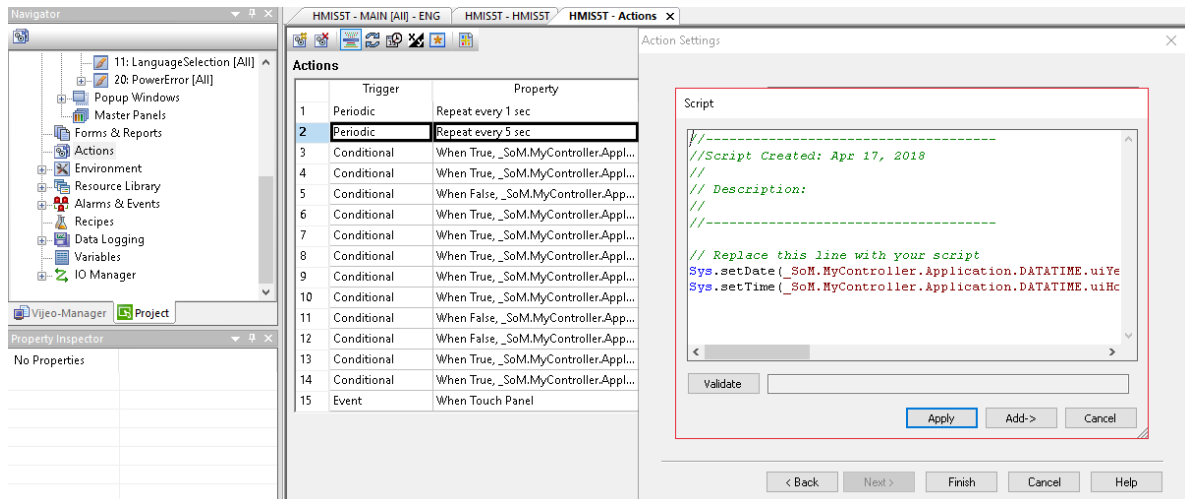 Navigator
11: LanguageSelection [All]
20: PowerError [All]
Popup Windows
Master Panels
Forms & Reports
Actions
Environment
Resource Library
Alarms & Events
Recipes
Data Logging
Variables
IO Manager
Vijeo-Manager Project
Property Inspector
No Properties
HMIS5T - MAIN [All] - ENG HMIS5T - HMIS5T HMIS5T - Actions
Actions
Trigger Property
1 Periodic Repeat every 1 sec
2 Periodic Repeat every 5 sec
3 Conditional When True, _SoM.MyController.Appl...
4 Conditional When True, _SoM.MyController.Appl...
5 Conditional When False, _SoM.MyController.Appl...
6 Conditional When True, _SoM.MyController.Appl...
7 Conditional When True, _SoM.MyController.Appl...
8 Conditional When True, _SoM.MyController.Appl...
9 Conditional When True, _SoM.MyController.Appl...
10 Conditional When True, _SoM.MyController.Appl...
11 Conditional When False, _SoM.MyController.App...
12 Conditional When False, _SoM.MyController.App...
13 Conditional When True, _SoM.MyController.Appl...
14 Conditional When True, _SoM.MyController.Appl...
15 Event When Touch Panel
Action Settings
Script
//------------------------------------
//Script Created: Apr 17, 2018
//
// Description:
//
//------------------------------------
// Replace this line with your script
Sys.setDate(_SoM.MyController.Application.DATATIME.uiYe
Sys.setTime(_SoM.MyController.Application.DATATIME.uiHo
Validate
Apply Add-> Cancel
< Back Next > Finish Cancel Help